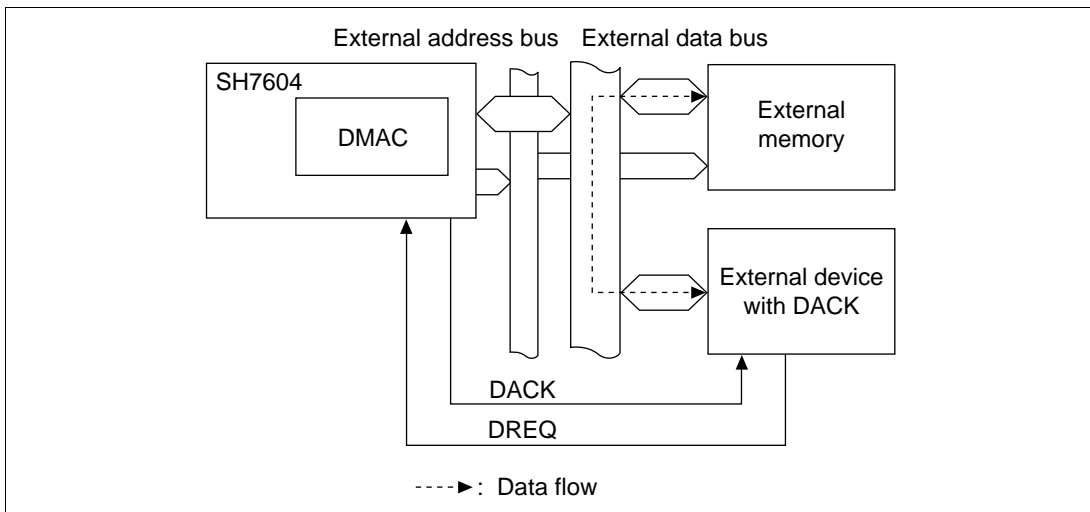 External address bus
External data bus
SH7604
DMAC
External
memory
External device
with DACK
DACK
DREQ
: Data flow